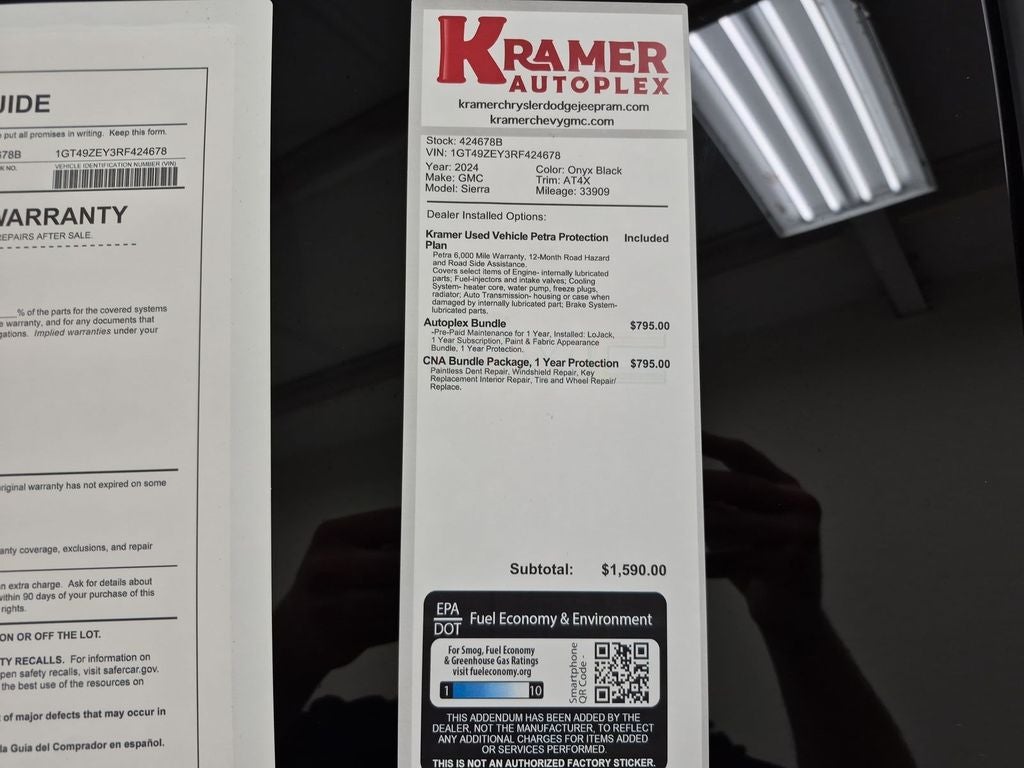 UIDE
put all promises in writing. Keep this form.
678B 1GT49ZEY3RF424678
K NO. VEHICLE IDENTIFICATION NUMBER (VIN)
WARRANTY
REPAIRS AFTER SALE.
% of the parts for the covered systems
warranty, and for any documents that
gations. Implied warranties under your
original warranty has not expired on some
anty coverage, exclusions, and repair
n extra charge. Ask for details about
within 90 days of your purchase of this
rights.
ON OR OFF THE LOT.
TY RECALLS. For information on
pen safety recalls, visit safercar.gov.
the best use of the resources on
of major defects that may occur in
la Guia del Comprador en español.
KRAMER
AUTOPLEX
kramerchryslerdodgejeepram.com
kramerchevygmc.com
Stock: 424678B
VIN: 1GT49ZEY3RF424678
Year: 2024 Color: Onyx Black
Make: GMC Trim: AT4X
Model: Sierra Mileage: 33909
Dealer Installed Options:
Kramer Used Vehicle Petra Protection Included
Plan
Petra 6,000 Mile Warranty, 12-Month Road Hazard
and Road Side Assistance.
Covers select items of Engine- internally lubricated
parts; Fuel-injectors and intake valves; Cooling
System- heater core, water pump, freeze plugs,
radiator; Auto Transmission- housing or case when
damaged by internally lubricated part; Brake System-
lubricated parts.
Autoplex Bundle $795.00
-Pre-Paid Maintenance for 1 Year, Installed: LoJack,
1 Year Subscription, Paint & Fabric Appearance
Bundle, 1 Year Protection.
CNA Bundle Package, 1 Year Protection $795.00
Paintless Dent Repair, Windshield Repair, Key
Replacement Interior Repair, Tire and Wheel Repair/
Replace.
Subtotal: $1,590.00
EPA
DOT Fuel Economy & Environment
For Smog, Fuel Economy
& Greenhouse Gas Ratings
visit fueleconomy.org
1 10
Smartphone
QR Code -
THIS ADDENDUM HAS BEEN ADDED BY THE
DEALER, NOT THE MANUFACTURER, TO REFLECT
ANY ADDITIONAL CHARGES FOR ITEMS ADDED
OR SERVICES PERFORMED.
THIS IS NOT AN AUTHORIZED FACTORY STICKER.